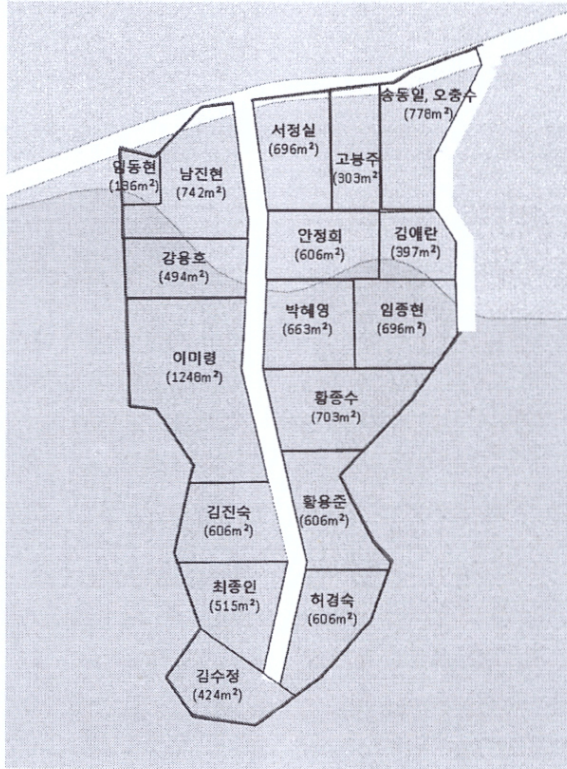 송동일, 오충수
(778m²)
서정실
(696m²)
고봉주
(303m²)
임동현
(136m²)
남진현
(742m²)
안정희
(606m²)
김애란
(397m²)
강용호
(494m²)
박혜영
(663m²)
임종현
(696m²)
이미령
(1248m²)
황종수
(703m²)
김진숙
(606m²)
황용준
(606m²)
최종인
(515m²)
허경숙
(606m²)
김수정
(424m²)